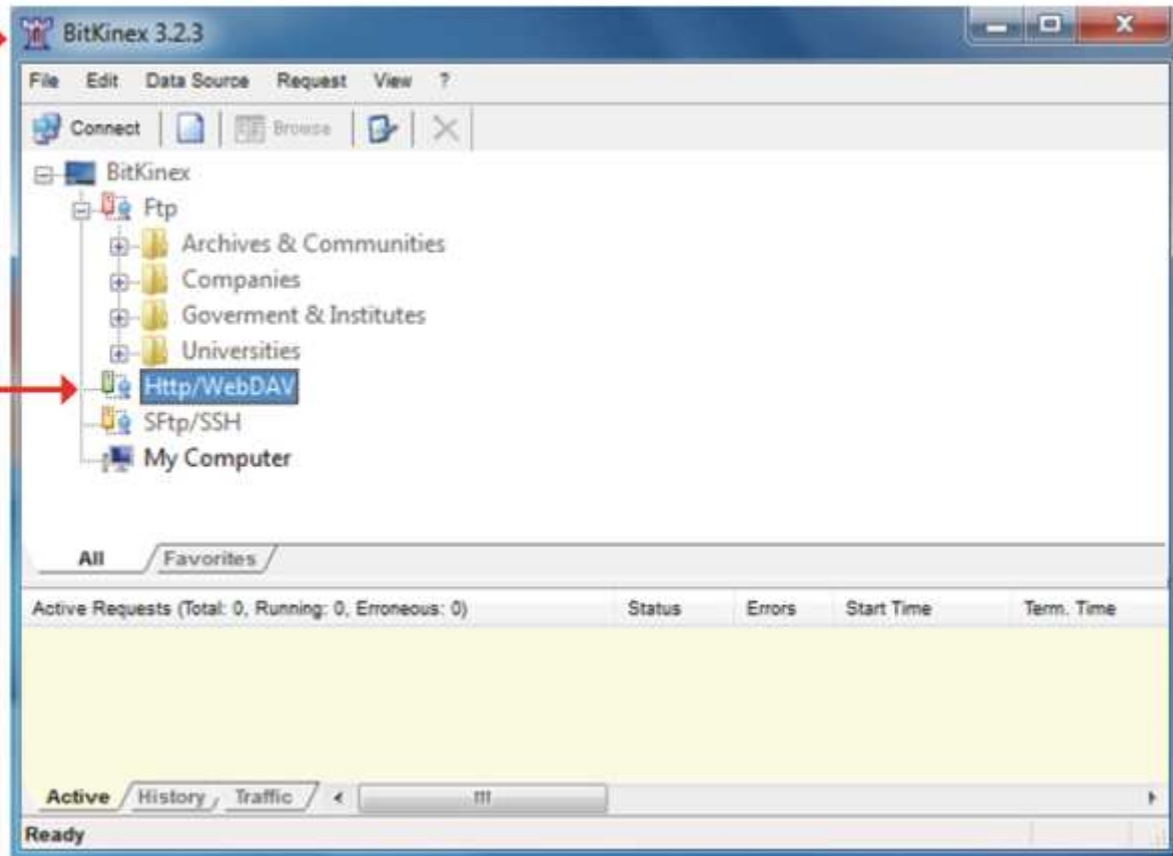 BitKinex 3.2.3
File Edit Data Source Request View ?
Connect Browse
BitKinex
Ftp
Archives & Communities
Companies
Goverment & Institutes
Universities
Http/WebDAV
SFtp/SSH
My Computer
All Favorites
Active Requests (Total: 0, Running: 0, Erroneous: 0) Status Errors Start Time Term. Time
Active History Traffic
Ready